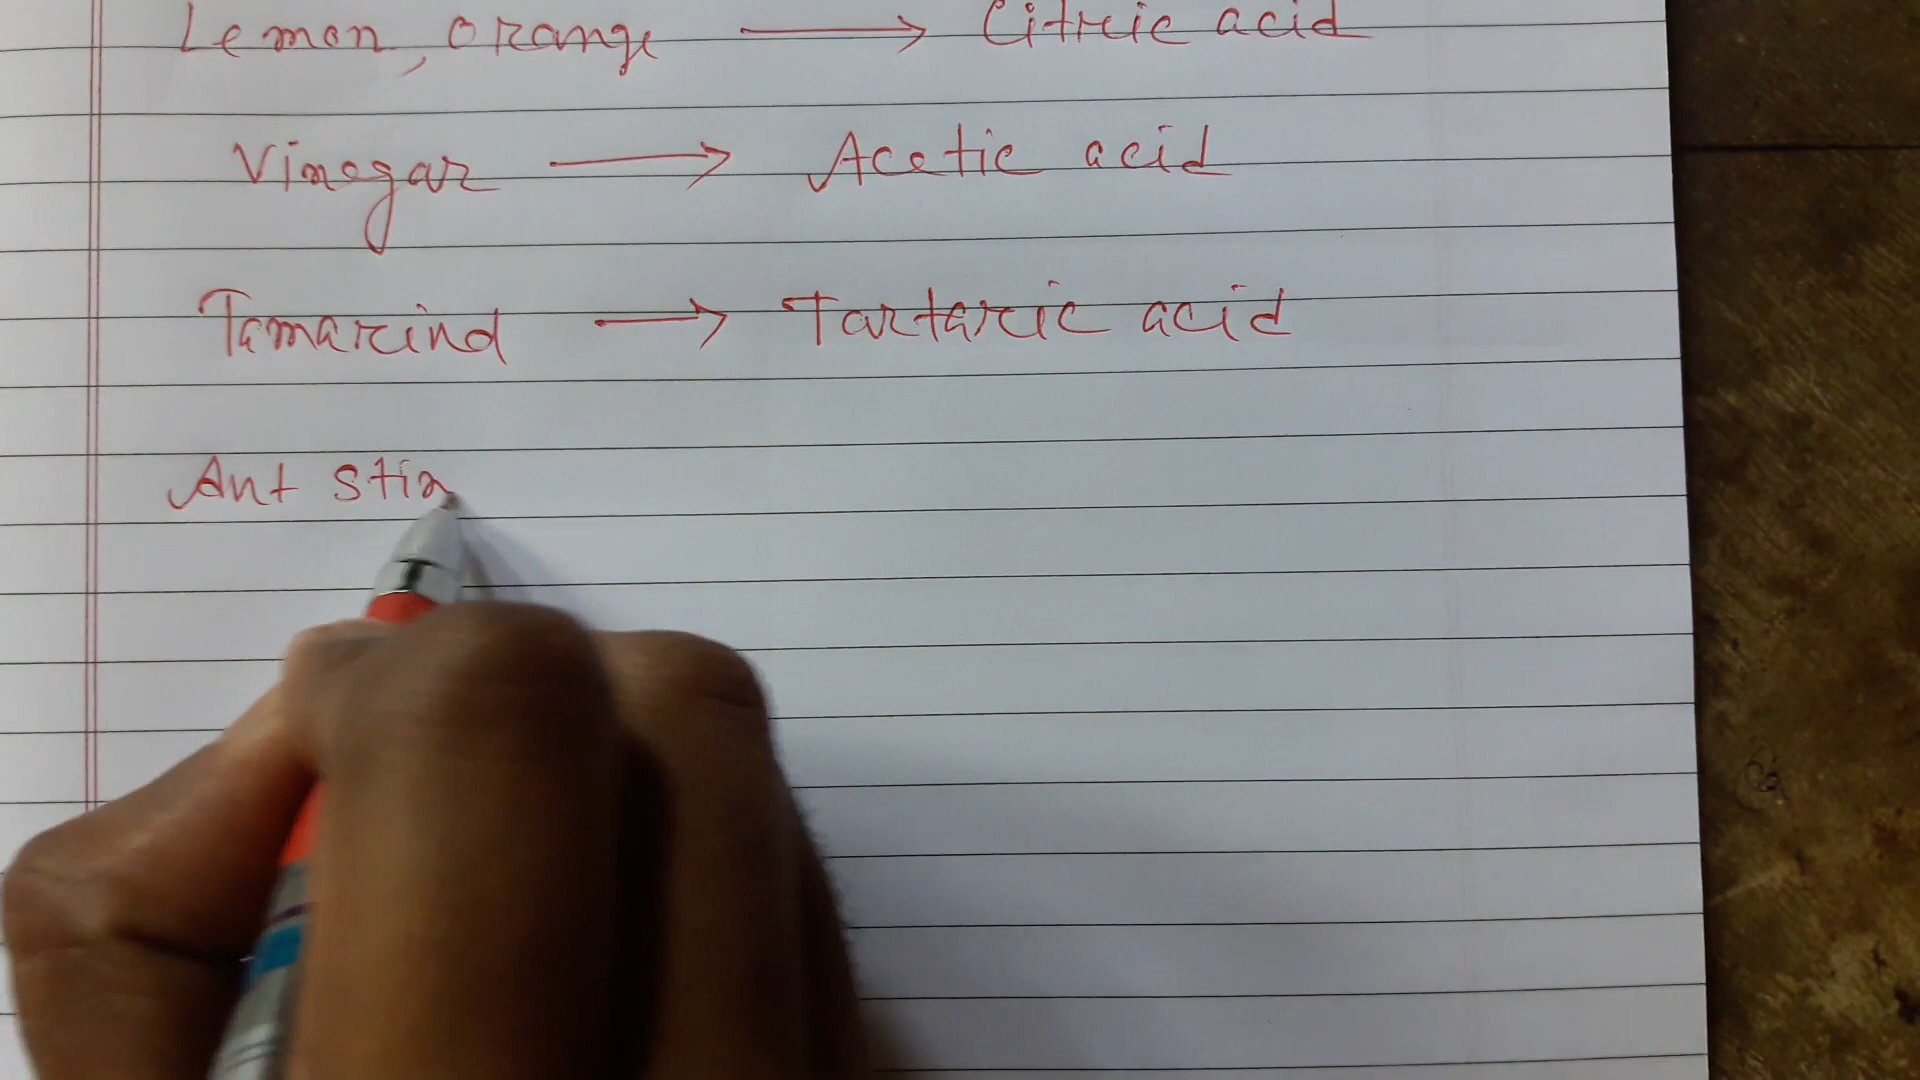 Lemon, orange → Citric acid
Vinegar → Acetic acid
Tamarind → Tartaric acid
Ant stin